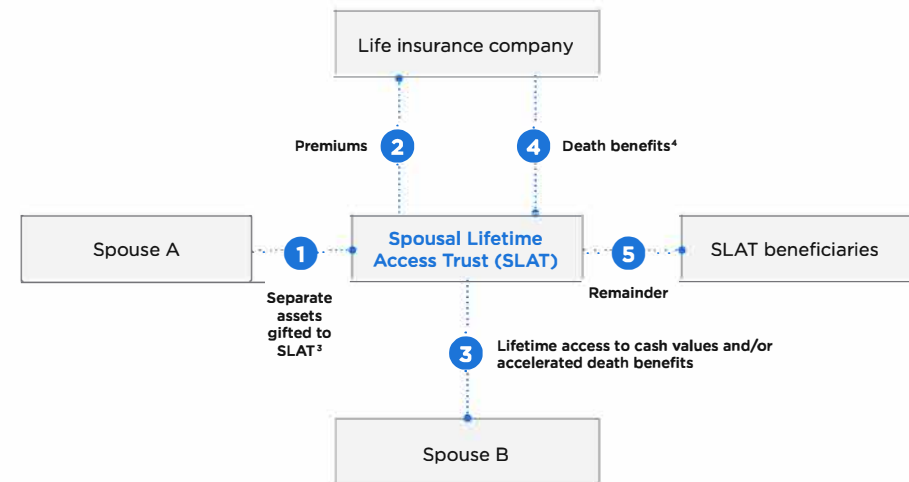 Life insurance company
Premiums
2
4
Death benefits⁴
Spouse A
1
Spousal Lifetime
Access Trust (SLAT)
5
SLAT beneficiaries
Separate
assets
gifted to
SLAT³
Remainder
3
Lifetime access to cash values and/or
accelerated death benefits
Spouse B